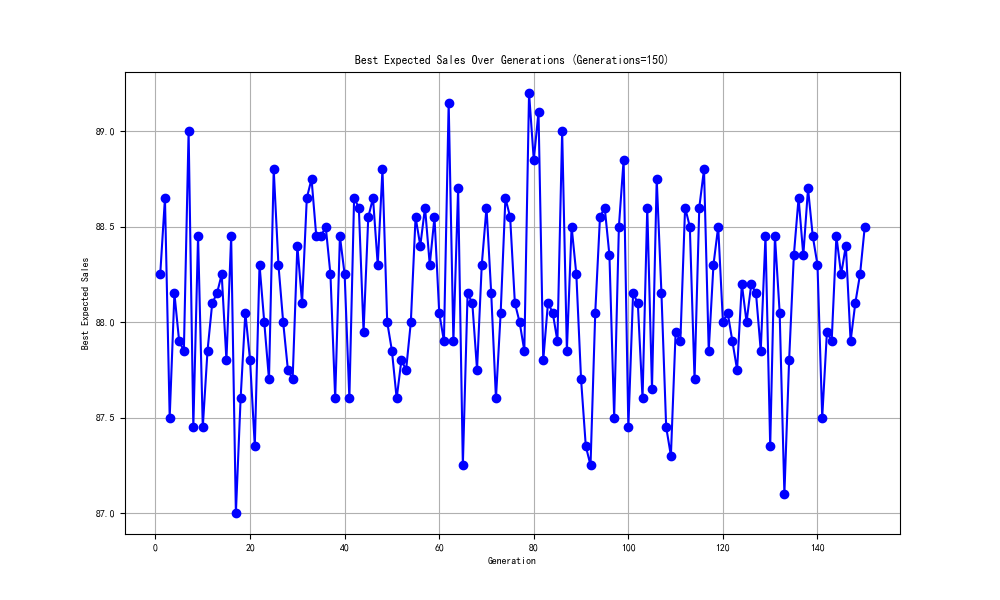 Best Expected Sales Over Generations (Generations=150)
89.0
88.5
88.0
87.5
87.0
Best Expected Sales
0 20 40 60 80 100 120 140
Generation